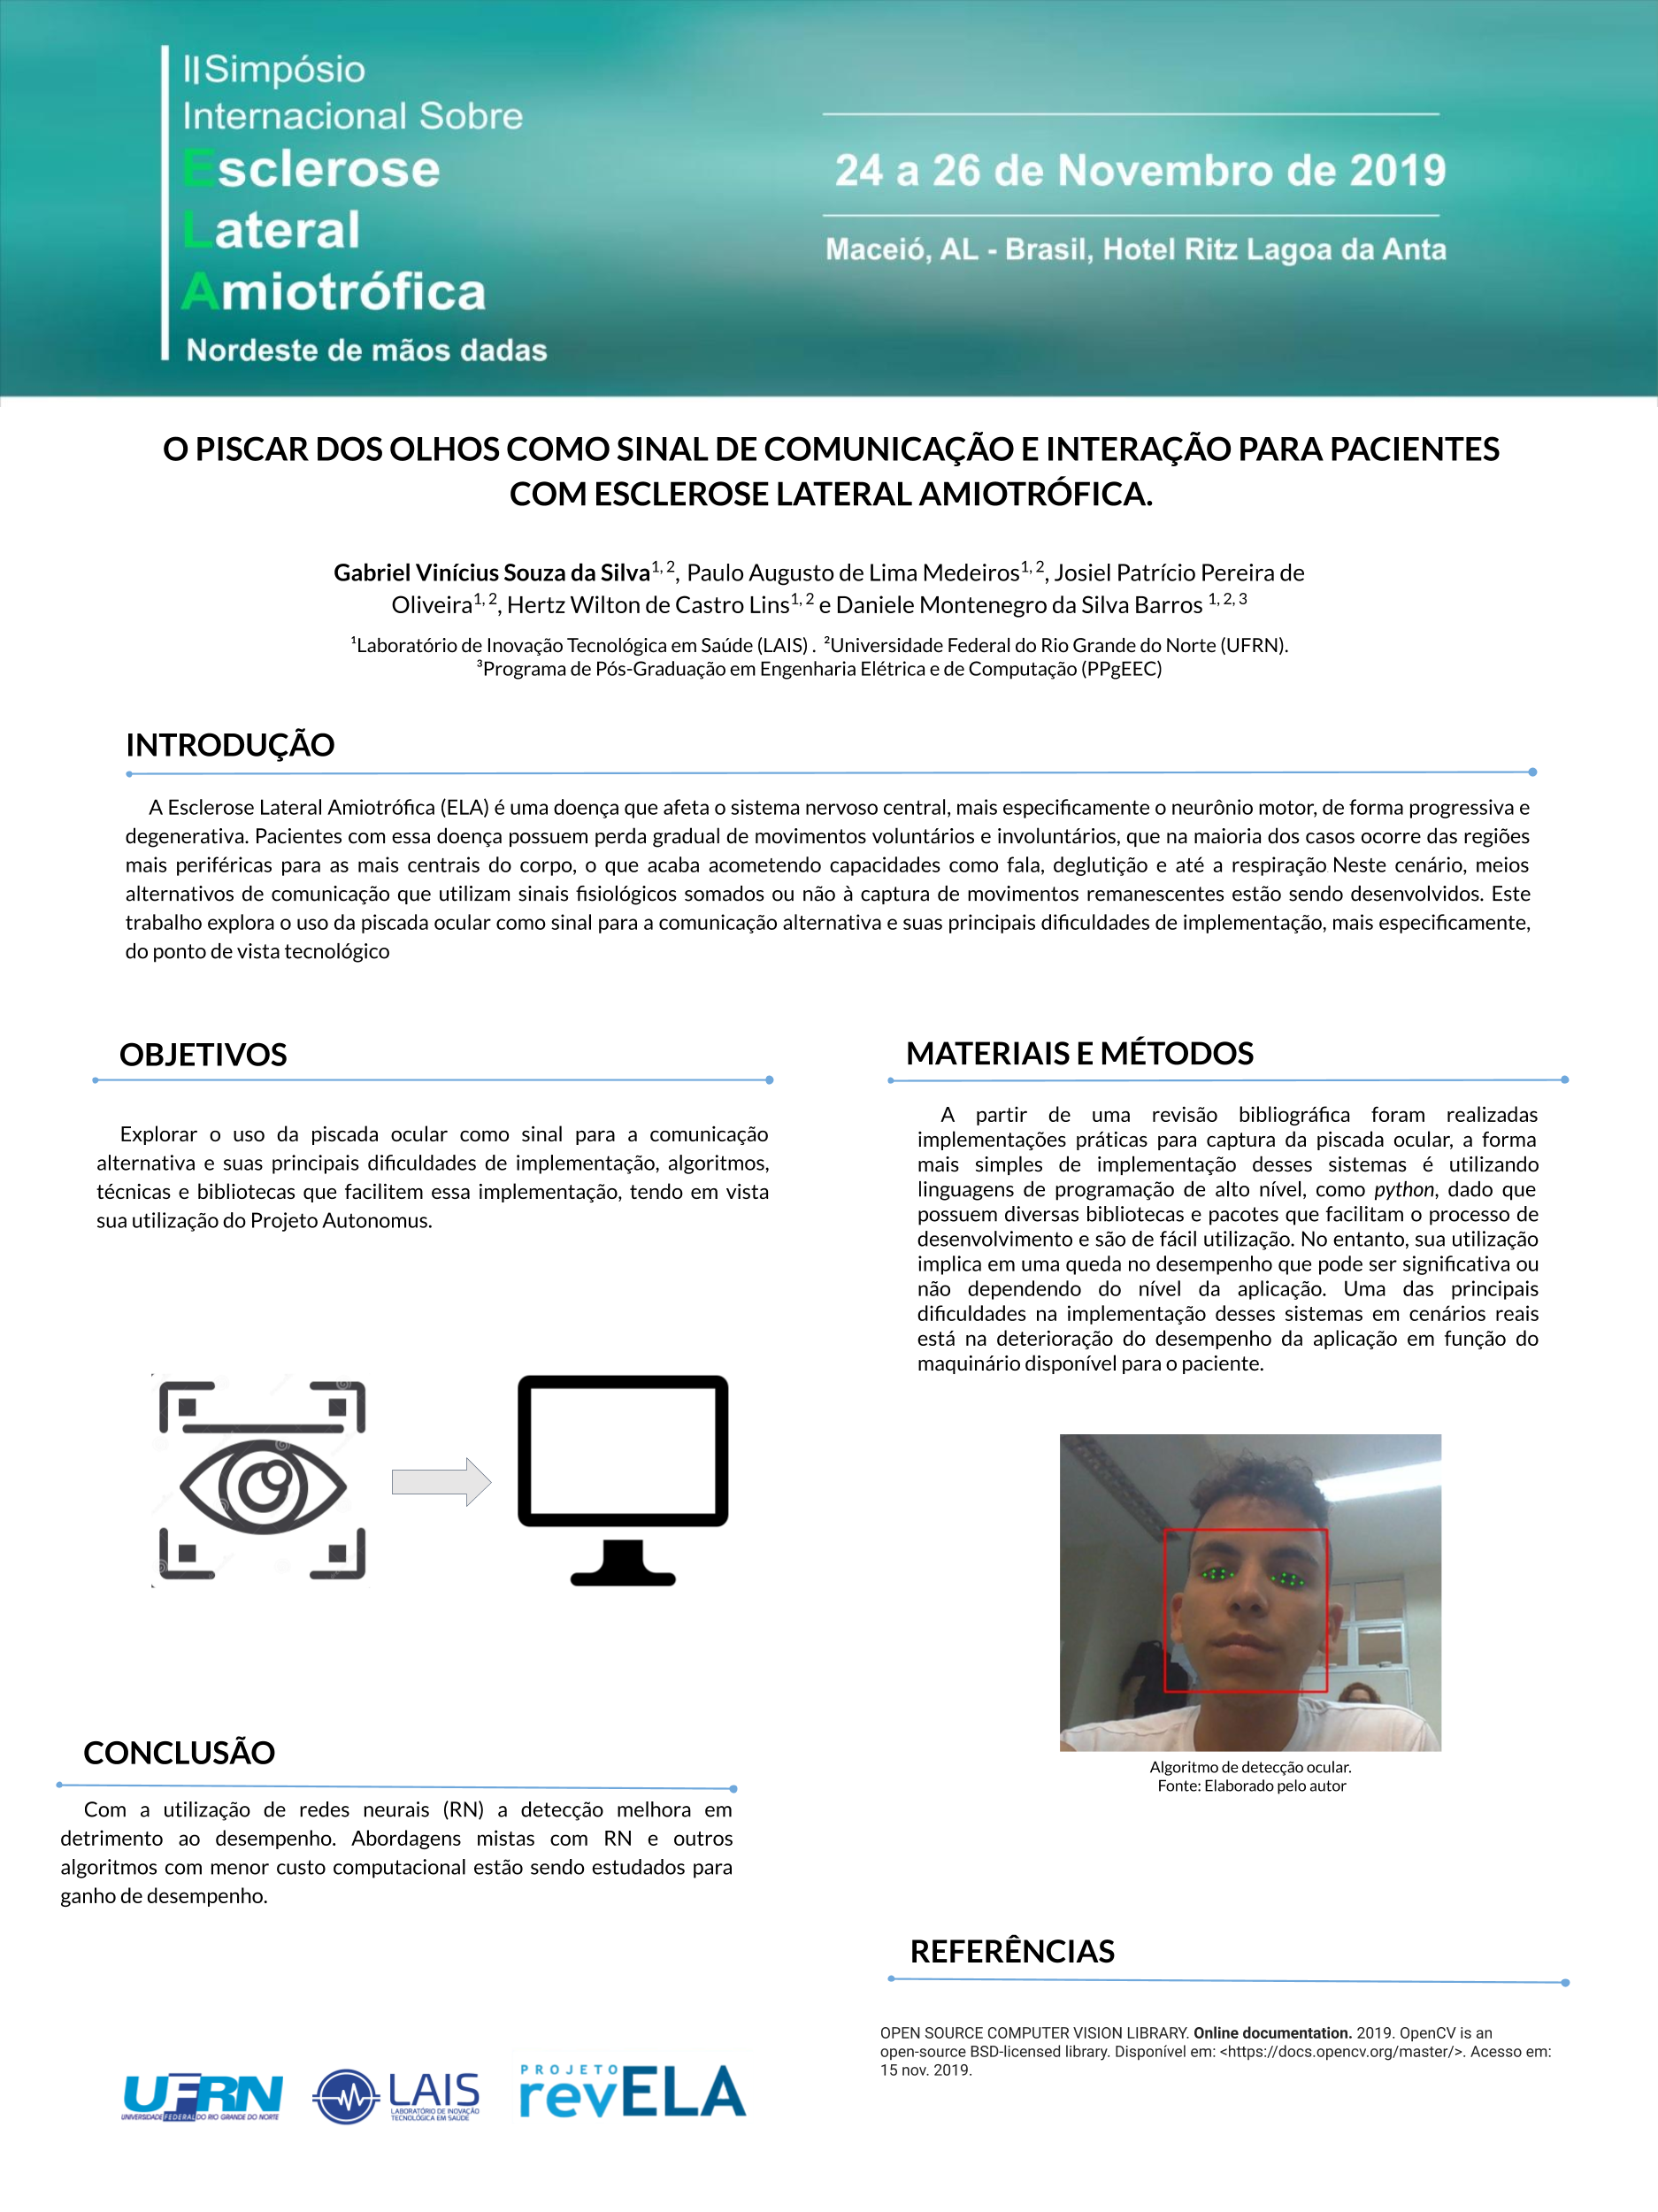 II Simpósio
Internacional Sobre
Esclerose
Lateral
Amiotrófica
Nordeste de mãos dadas
24 a 26 de Novembro de 2019
Maceió, AL - Brasil, Hotel Ritz Lagoa da Anta
O PISCAR DOS OLHOS COMO SINAL DE COMUNICAÇÃO E INTERAÇÃO PARA PACIENTES
COM ESCLEROSE LATERAL AMIOTRÓFICA.
Gabriel Vinícius Souza da Silva1, 2, Paulo Augusto de Lima Medeiros1, 2, Josiel Patrício Pereira de
Oliveira1, 2, Hertz Wilton de Castro Lins1, 2 e Daniele Montenegro da Silva Barros 1, 2, 3
¹Laboratório de Inovação Tecnológica em Saúde (LAIS) . ²Universidade Federal do Rio Grande do Norte (UFRN).
³Programa de Pós-Graduação em Engenharia Elétrica e de Computação (PPgEEC)
INTRODUÇÃO
A Esclerose Lateral Amiotrófica (ELA) é uma doença que afeta o sistema nervoso central, mais especificamente o neurônio motor, de forma progressiva e
degenerativa. Pacientes com essa doença possuem perda gradual de movimentos voluntários e involuntários, que na maioria dos casos ocorre das regiões
mais periféricas para as mais centrais do corpo, o que acaba acometendo capacidades como fala, deglutição e até a respiração Neste cenário, meios
alternativos de comunicação que utilizam sinais fisiológicos somados ou não à captura de movimentos remanescentes estão sendo desenvolvidos. Este
trabalho explora o uso da piscada ocular como sinal para a comunicação alternativa e suas principais dificuldades de implementação, mais especificamente,
do ponto de vista tecnológico
OBJETIVOS
Explorar o uso da piscada ocular como sinal para a comunicação
alternativa e suas principais dificuldades de implementação, algoritmos,
técnicas e bibliotecas que facilitem essa implementação, tendo em vista
sua utilização do Projeto Autonomus.
MATERIAIS E MÉTODOS
A partir de uma revisão bibliográfica foram realizadas
implementações práticas para captura da piscada ocular, a forma
mais simples de implementação desses sistemas é utilizando
linguagens de programação de alto nível, como python, dado que
possuem diversas bibliotecas e pacotes que facilitam o processo de
desenvolvimento e são de fácil utilização. No entanto, sua utilização
implica em uma queda no desempenho que pode ser significativa ou
não dependendo do nível da aplicação. Uma das principais
dificuldades na implementação desses sistemas em cenários reais
está na deterioração do desempenho da aplicação em função do
maquinário disponível para o paciente.
Algoritmo de detecção ocular.
Fonte: Elaborado pelo autor
CONCLUSÃO
Com a utilização de redes neurais (RN) a detecção melhora em
detrimento ao desempenho. Abordagens mistas com RN e outros
algoritmos com menor custo computacional estão sendo estudados para
ganho de desempenho.
REFERÊNCIAS
OPEN SOURCE COMPUTER VISION LIBRARY. Online documentation. 2019. OpenCV is an
open-source BSD-licensed library. Disponível em: <https://docs.opencv.org/master/>. Acesso em:
15 nov. 2019.
UFRN
UNIVERSIDADE FEDERAL DO RIO GRANDE DO NORTE
LAIS
LABORATÓRIO DE INOVAÇÃO
TECNOLÓGICA EM SAÚDE
PROJETO
revELA